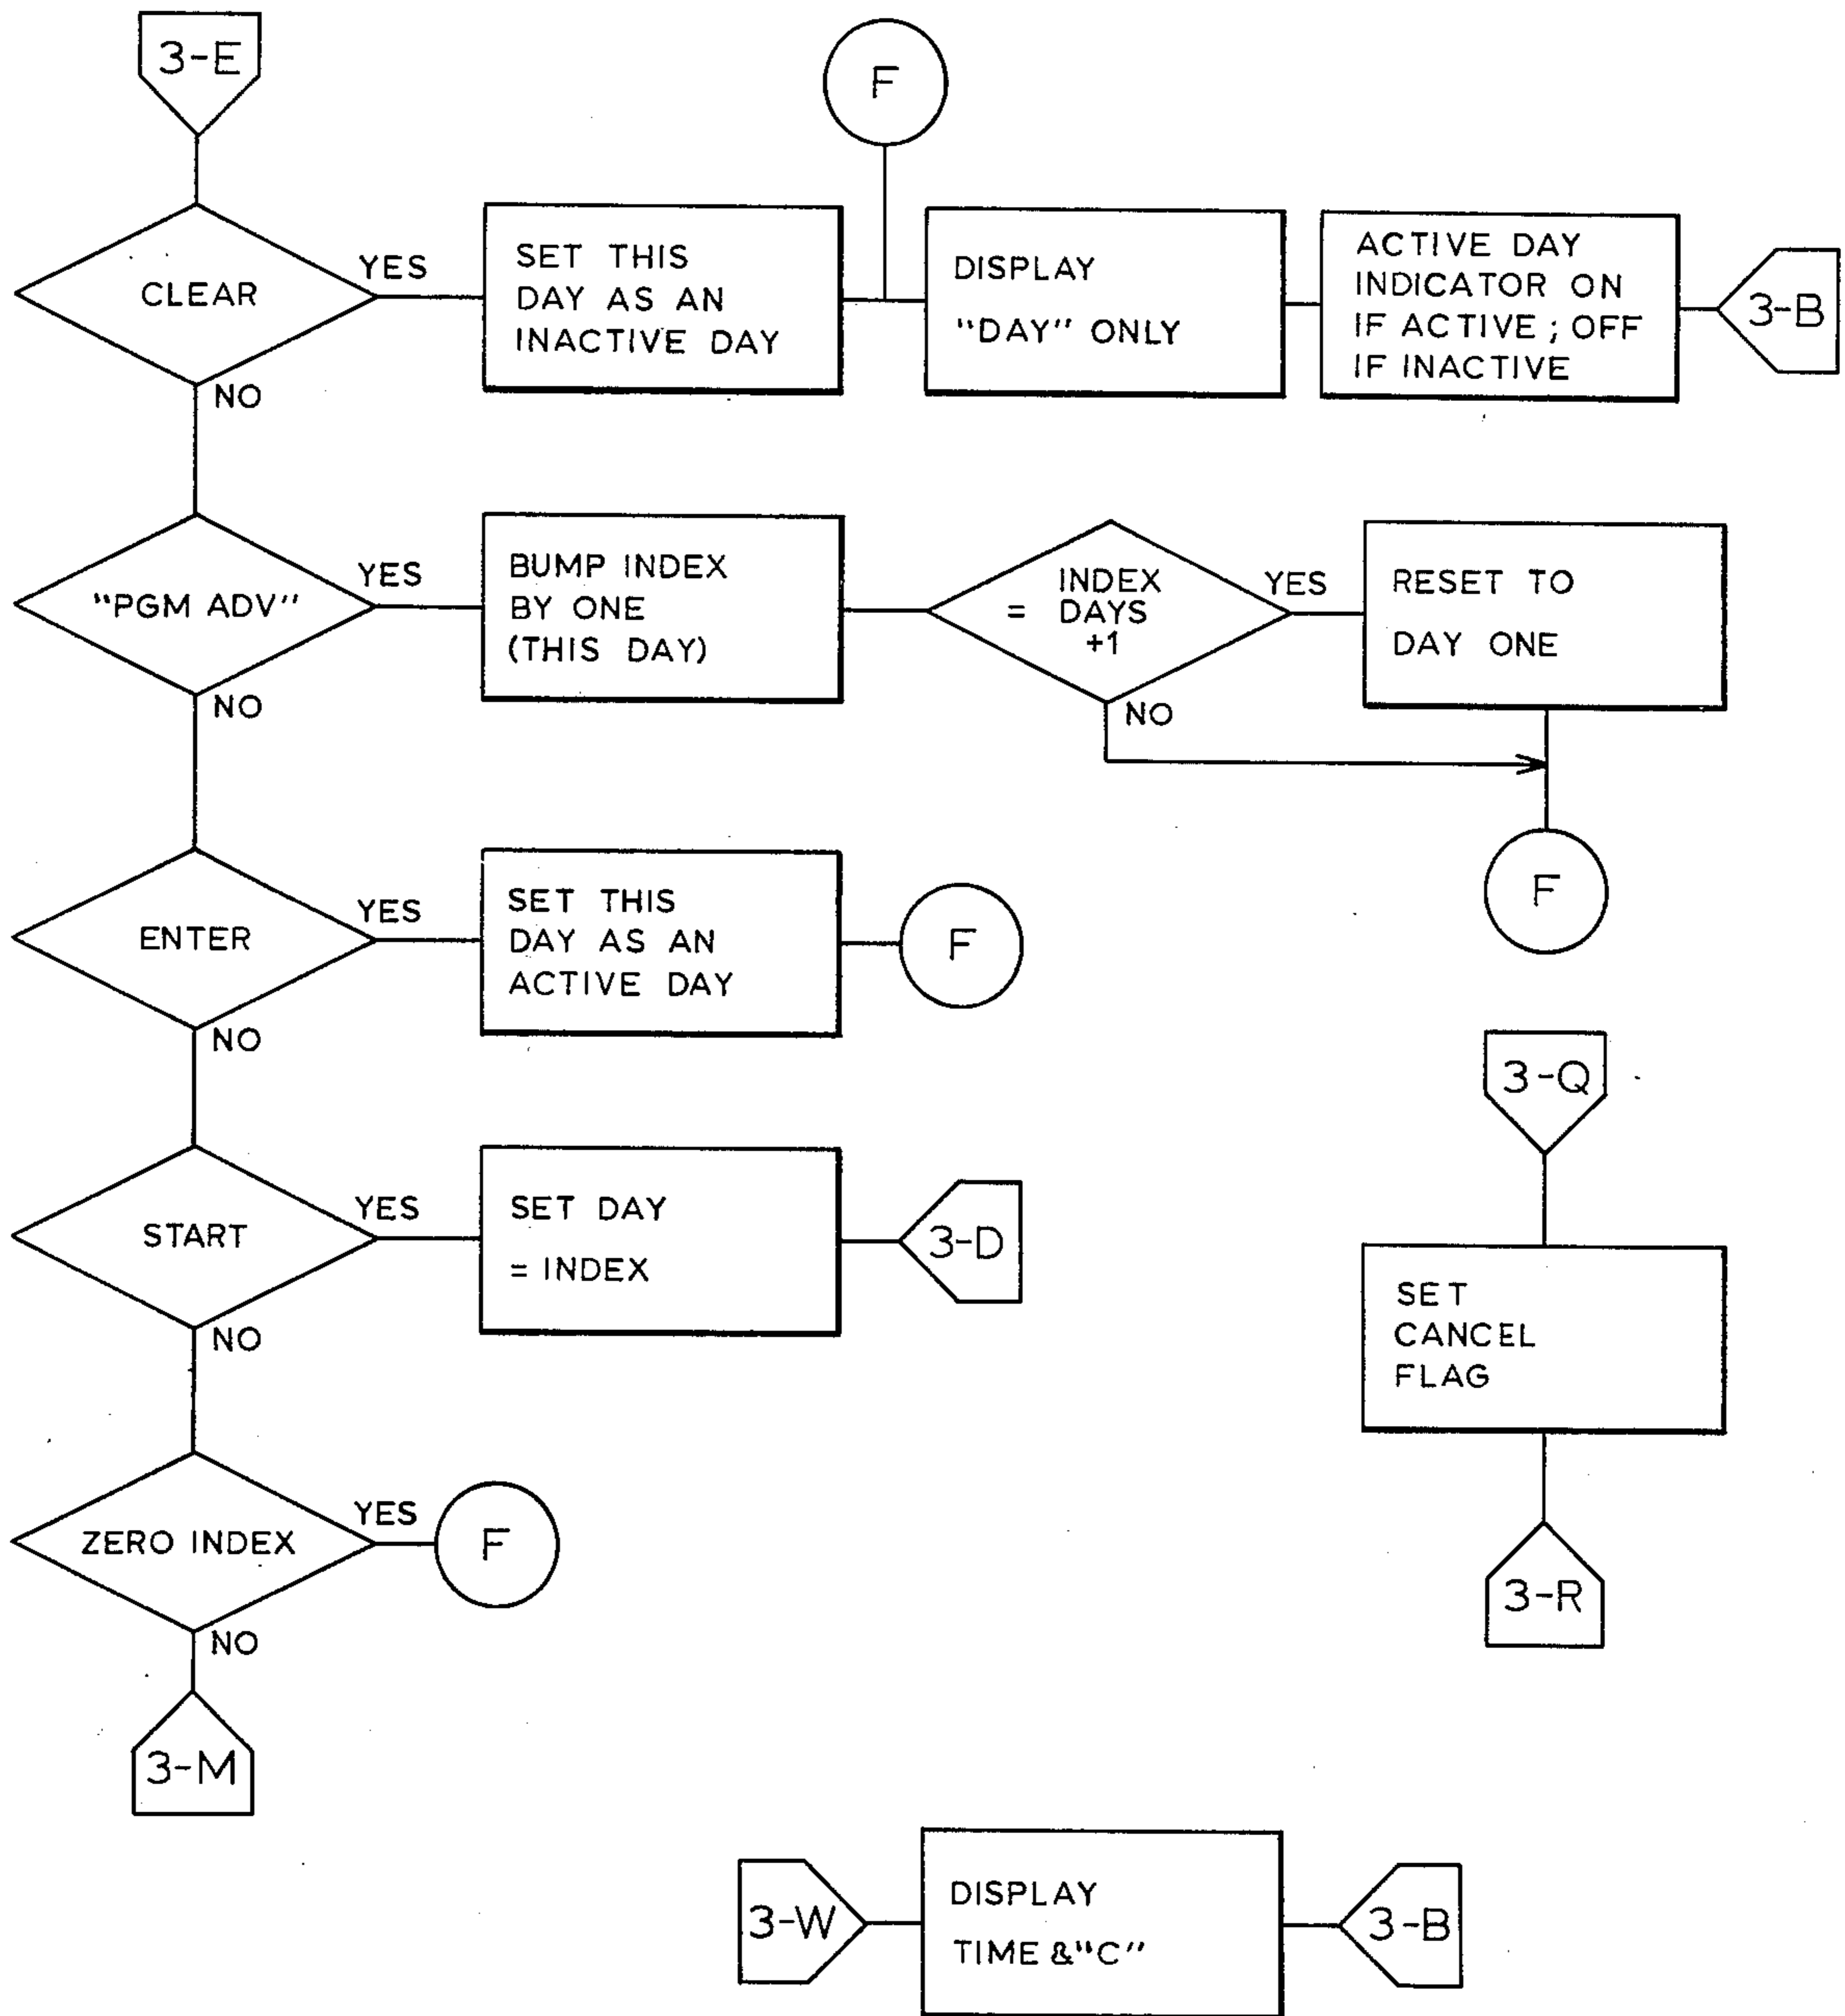 3-E
F
CLEAR
YES
NO
SET THIS
DAY AS AN
INACTIVE DAY
DISPLAY
"DAY" ONLY
ACTIVE DAY
INDICATOR ON
IF ACTIVE; OFF
IF INACTIVE
3-B
"PGM ADV"
YES
NO
BUMP INDEX
BY ONE
(THIS DAY)
INDEX
= DAYS
+1
YES
NO
RESET TO
DAY ONE
F
ENTER
YES
NO
SET THIS
DAY AS AN
ACTIVE DAY
F
START
YES
NO
SET DAY
= INDEX
3-D
3-Q
SET
CANCEL
FLAG
3-R
ZERO INDEX
YES
NO
F
3-M
3-W
DISPLAY
TIME &"C"
3-B